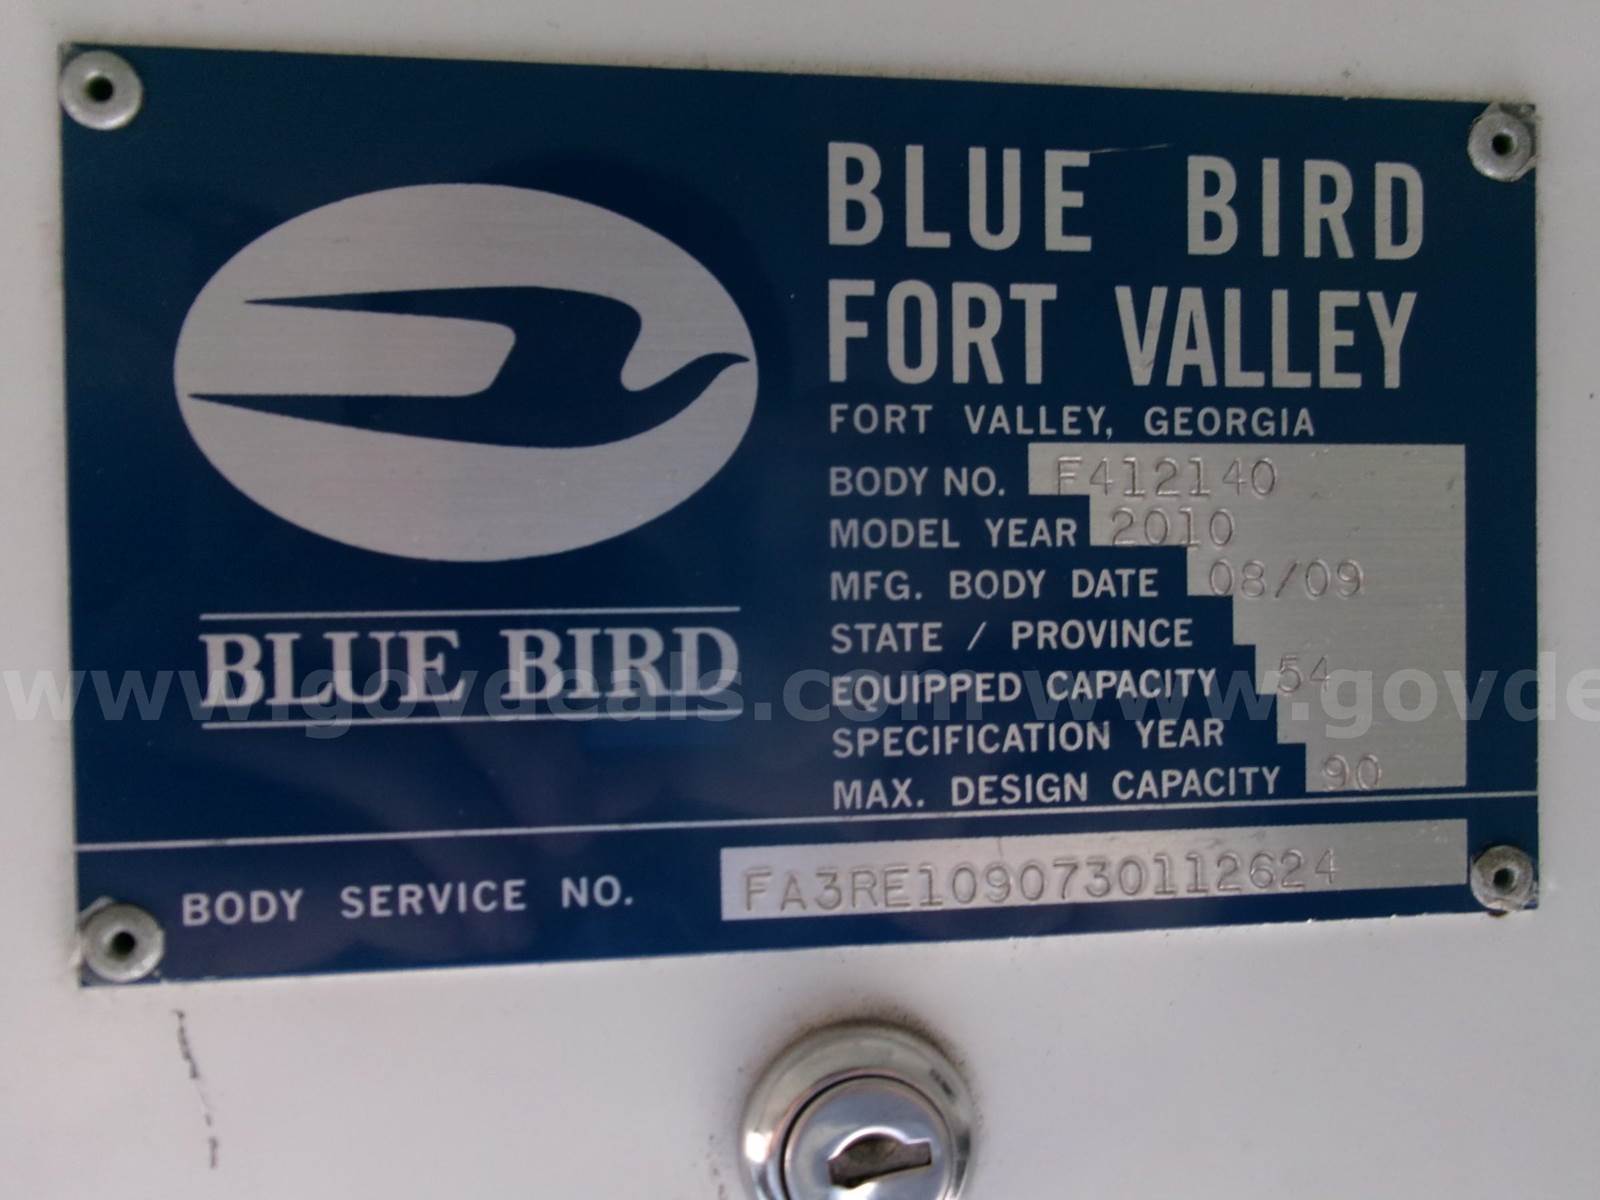 BLUE BIRD
FORT VALLEY
FORT VALLEY, GEORGIA
BODY NO. F412140
MODEL YEAR 2010
MFG. BODY DATE 08/09
STATE / PROVINCE
EQUIPPED CAPACITY 54
SPECIFICATION YEAR
MAX. DESIGN CAPACITY 90
BLUE BIRD
www.govdeals.com www.govde
BODY SERVICE NO. FA3RE1090730112624